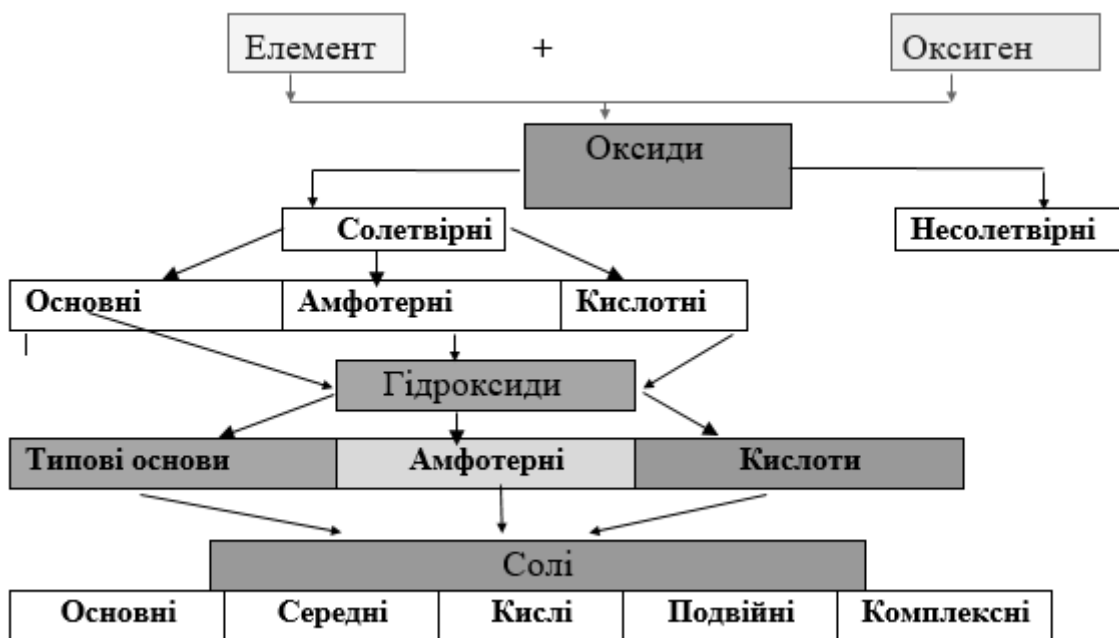 Елемент + Оксиген
Оксиди
Солетвірні Несолетвірні
Основні Амфотерні Кислотні
Гідроксиди
Типові основи Амфотерні Кислоти
Солі
Основні Середні Кислі Подвійні Комплексні